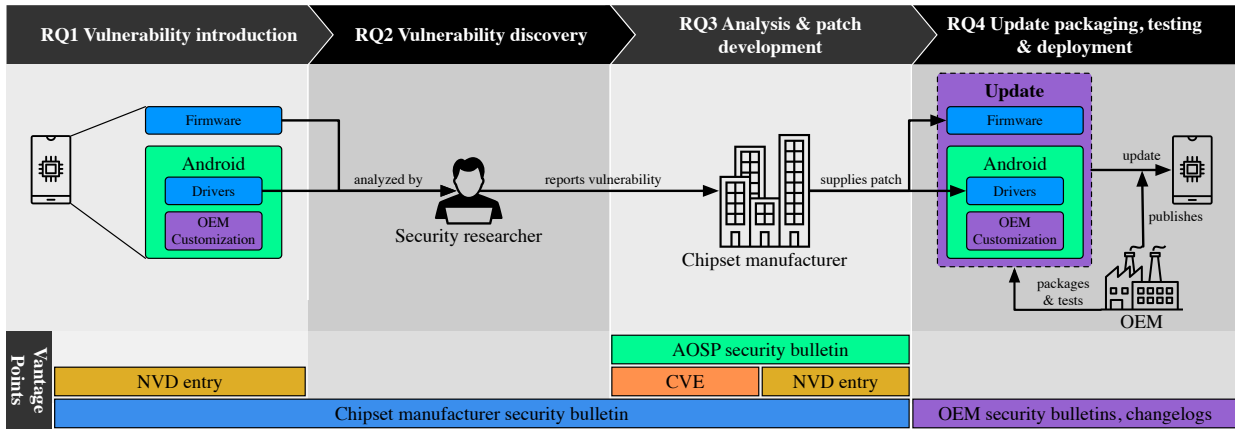 RQ1 Vulnerability introduction
RQ2 Vulnerability discovery
RQ3 Analysis & patch
development
RQ4 Update packaging, testing
& deployment
Firmware
Android
Drivers
OEM
Customization
analyzed by
Security researcher
reports vulnerability
Chipset manufacturer
supplies patch
Update
Firmware
Android
Drivers
OEM
Customization
update
publishes
packages
& tests
OEM
Vantage
Points
AOSP security bulletin
NVD entry
CVE
NVD entry
Chipset manufacturer security bulletin
OEM security bulletins, changelogs